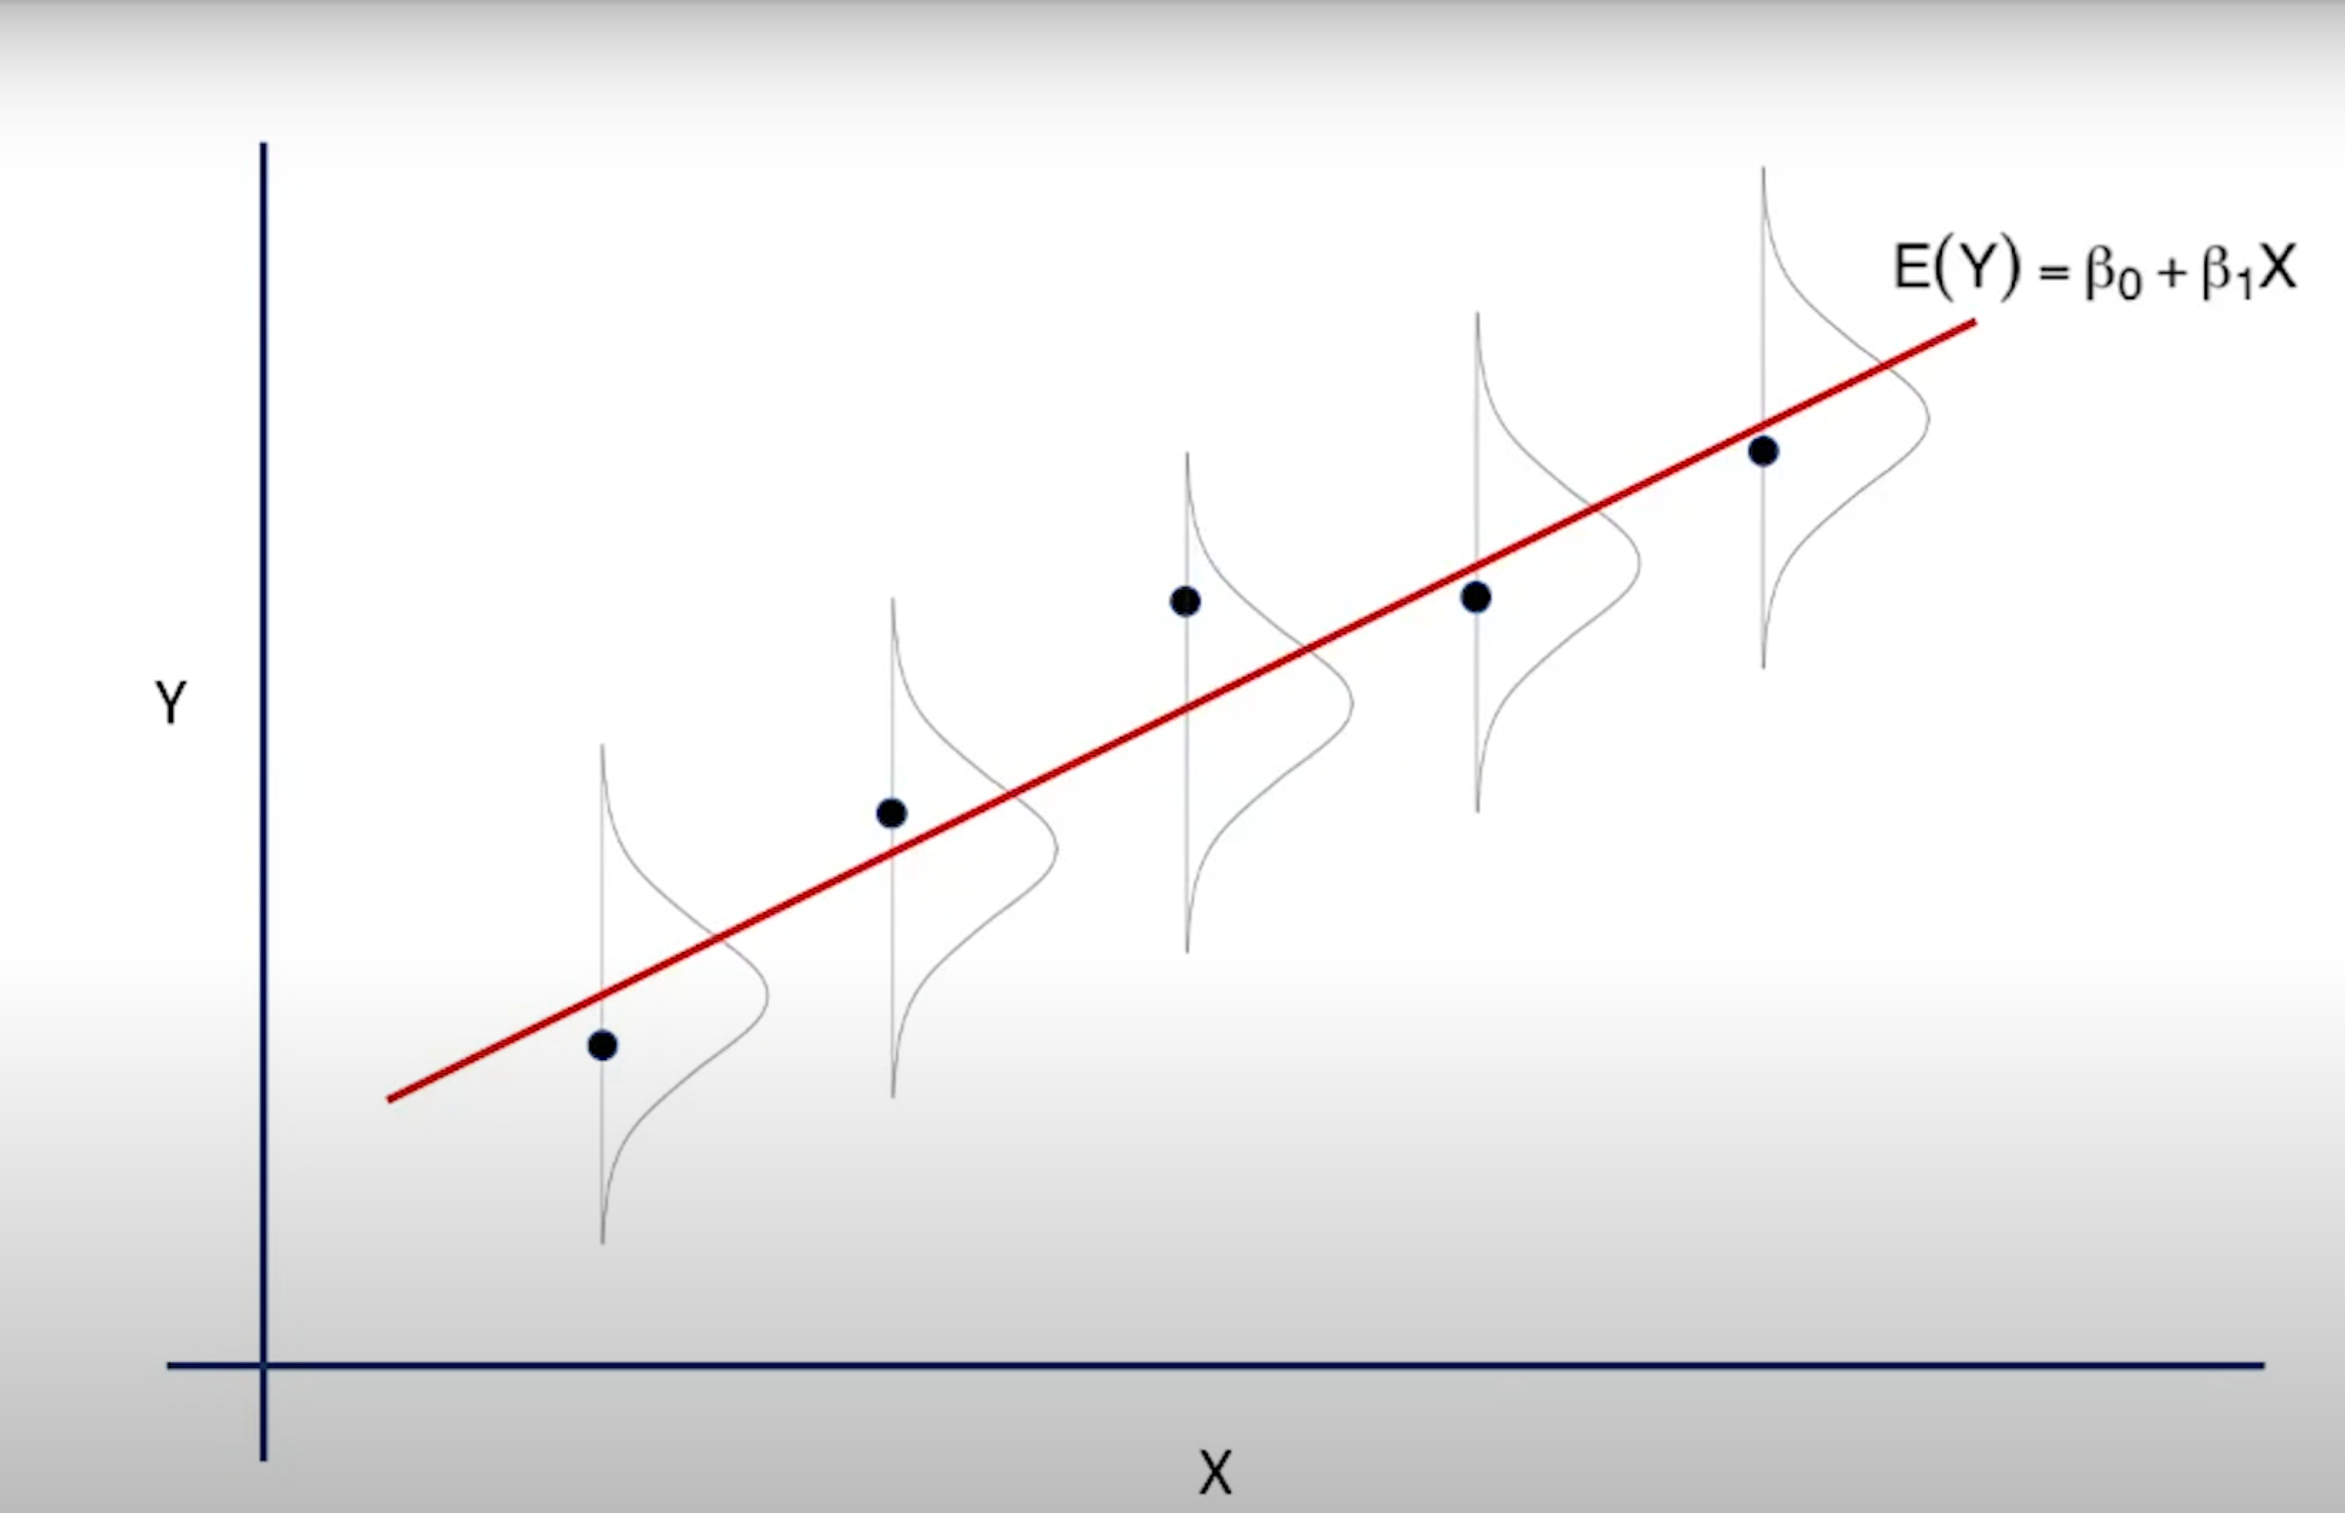 E(Y) = β₀ + β₁X
Y
X